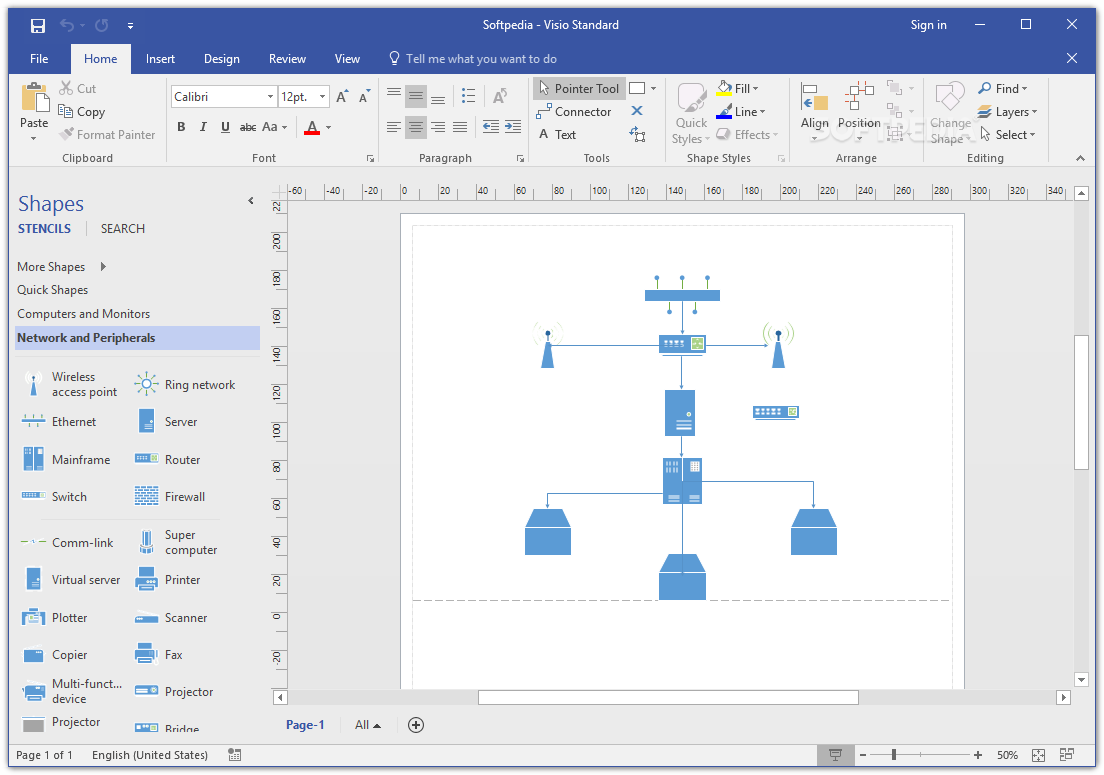 Softpedia - Visio Standard
Sign in
File Home Insert Design Review View Tell me what you want to do
Paste
Cut
Copy
Format Painter
Clipboard
Calibri 12pt.
B I U abc Aa A
Font
Paragraph
Pointer Tool
Connector
A Text
Tools
Quick Styles
Fill
Line
Effects
Shape Styles
Align Position
Arrange
Change Shape
Find
Layers
Select
Editing
SOFTPEDIA
Shapes
STENCILS SEARCH
More Shapes
Quick Shapes
Computers and Monitors
Network and Peripherals
Wireless access point
Ring network
Ethernet
Server
Mainframe
Router
Switch
Firewall
Comm-link
Super computer
Virtual server
Printer
Plotter
Scanner
Copier
Fax
Multi-funct... device
Projector
Projector
Bridge
-60 -40 -20 0 20 40 60 80 100 120 140 160 180 200 220 240 260 280 300 320 340
22
200
180
160
140
120
100
80
60
40
20
0
-20
Page-1 All
Page 1 of 1 English (United States) 50%